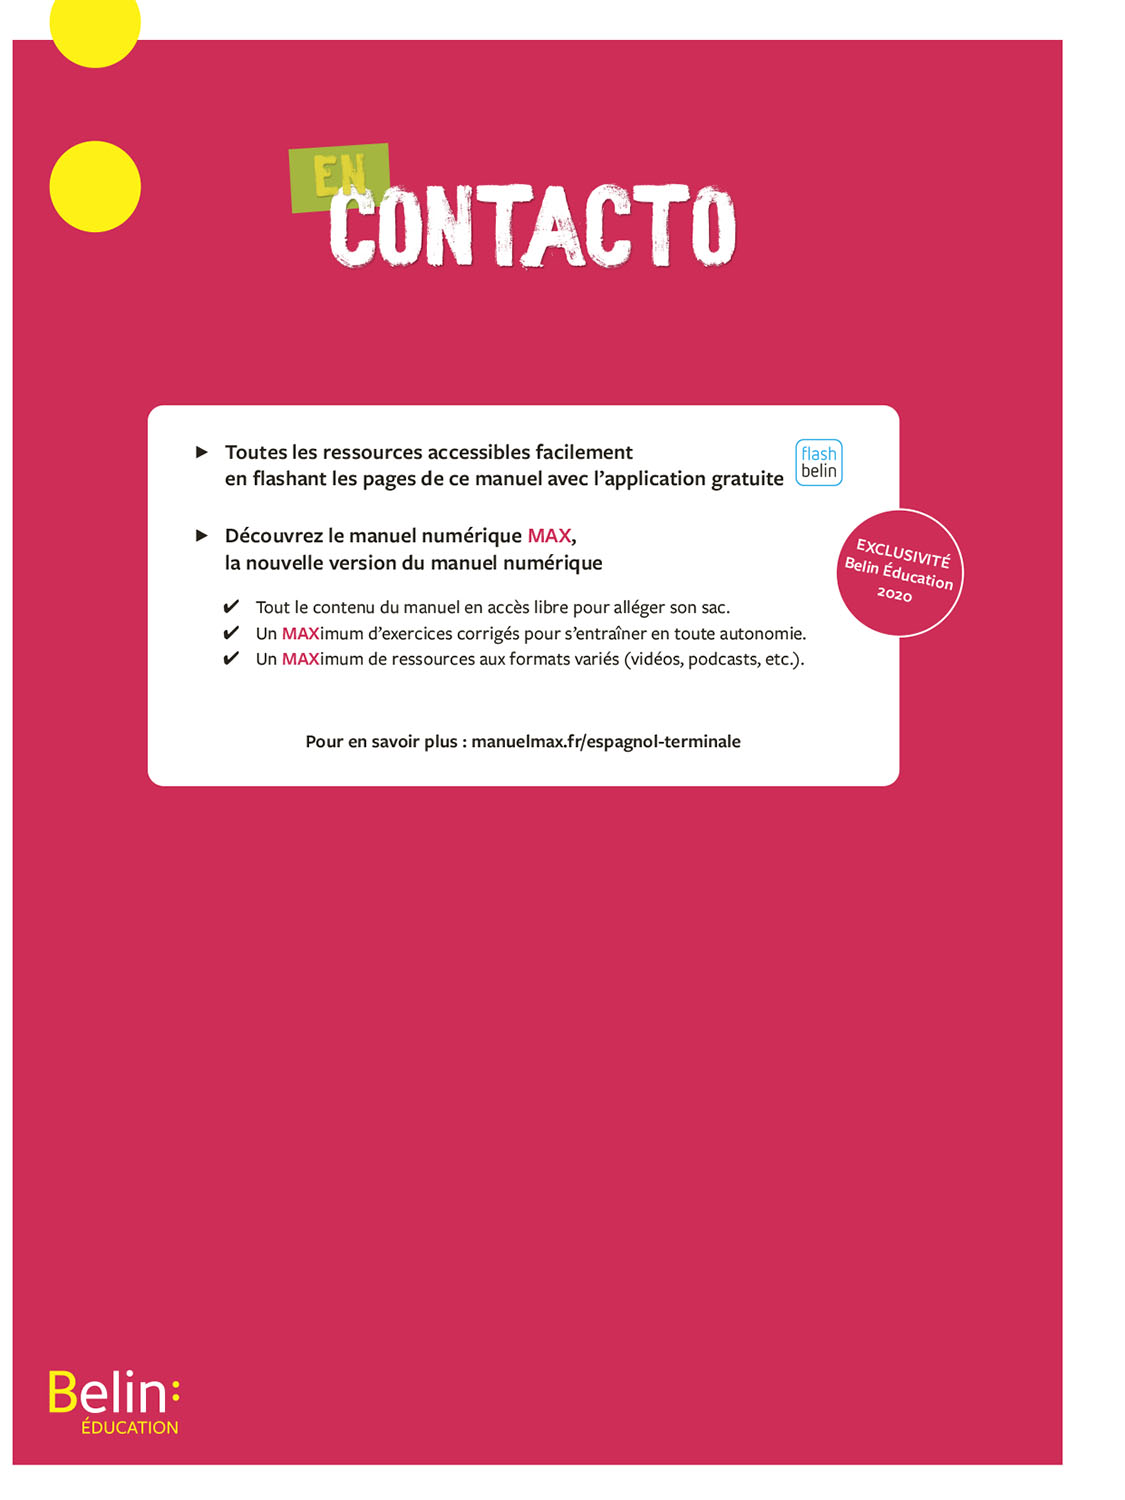 EN
CONTACTO
► Toutes les ressources accessibles facilement
en flashant les pages de ce manuel avec l’application gratuite
flash
belin
► Découvrez le manuel numérique MAX,
la nouvelle version du manuel numérique
EXCLUSIVITÉ
Belin Éducation
2020
✔ Tout le contenu du manuel en accès libre pour alléger son sac.
✔ Un MAXimum d’exercices corrigés pour s’entraîner en toute autonomie.
✔ Un MAXimum de ressources aux formats variés (vidéos, podcasts, etc.).
Pour en savoir plus : manuelmax.fr/espagnol-terminale
Belin:
ÉDUCATION